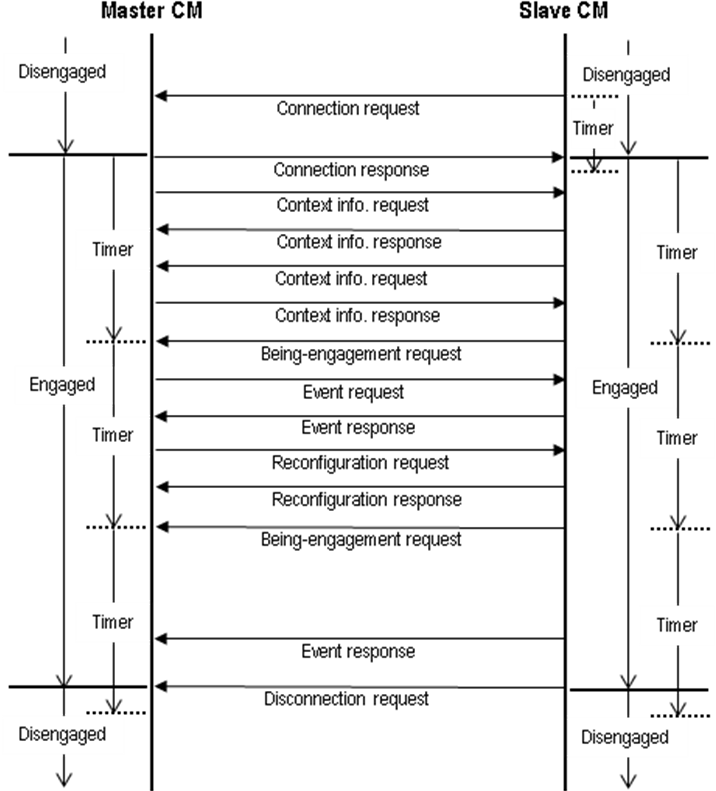 Master CM
Slave CM
Disengaged
Disengaged
Connection request
Timer
Connection response
Context info. request
Context info. response
Timer
Timer
Context info. request
Context info. response
Being-engagement request
Engaged
Event request
Engaged
Event response
Timer
Timer
Reconfiguration request
Reconfiguration response
Being-engagement request
Timer
Timer
Event response
Disconnection request
Disengaged
Disengaged